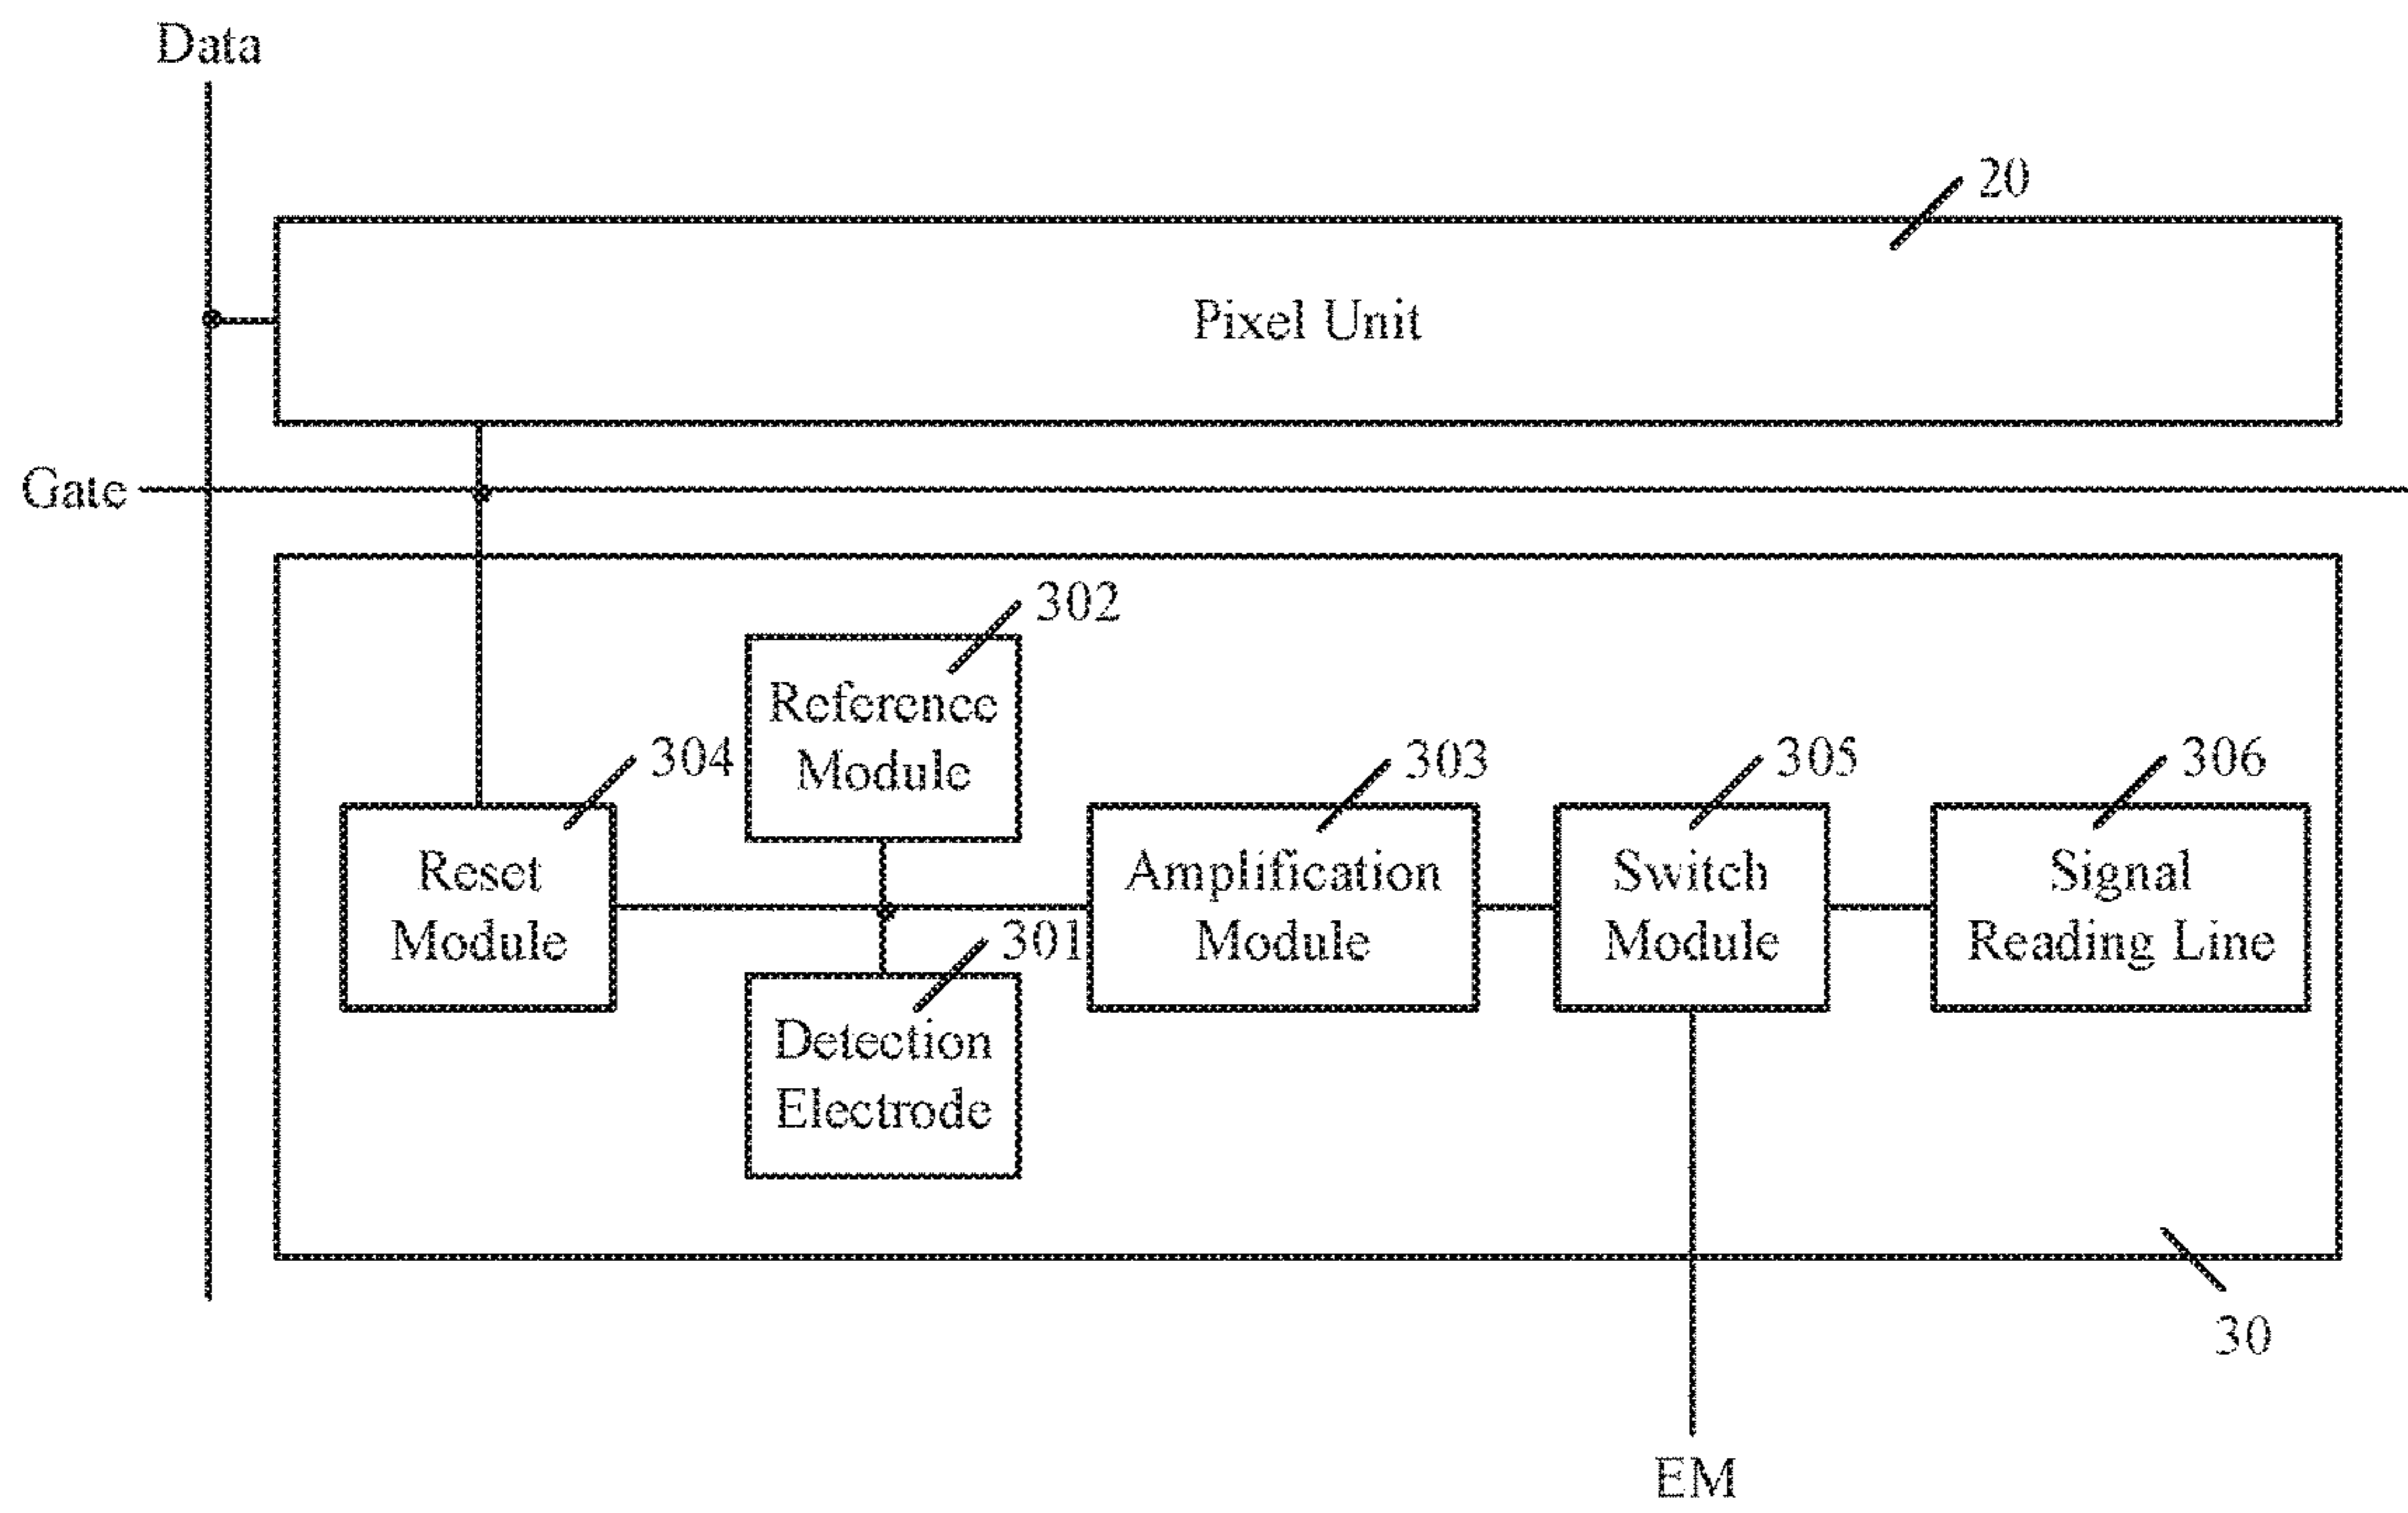 Data
20
Pixel Unit
Gate
302
Reference
Module
304
303
305
306
Reset
Module
Amplification
Module
Switch
Module
Signal
Reading Line
301
Detection
Electrode
30
EM